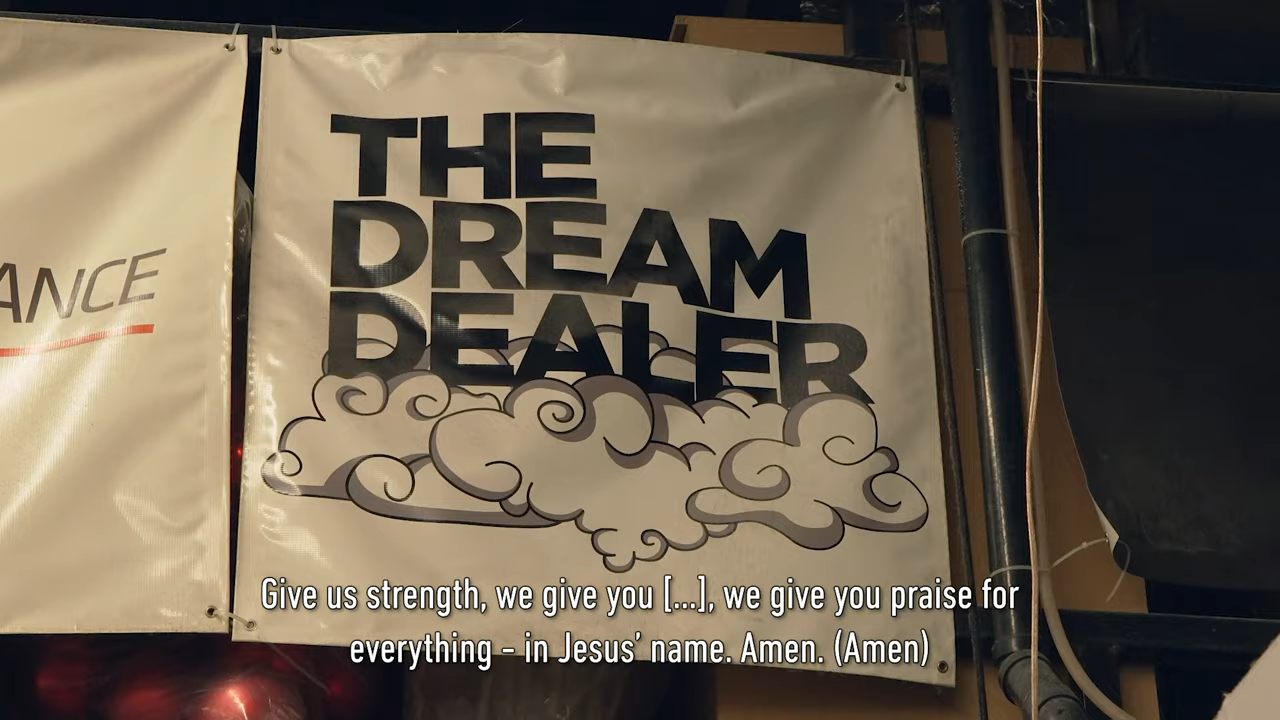 ANCE
THE
DREAM
DEALER
Give us strength, we give you [...], we give you praise for
everything - in Jesus' name. Amen. (Amen)